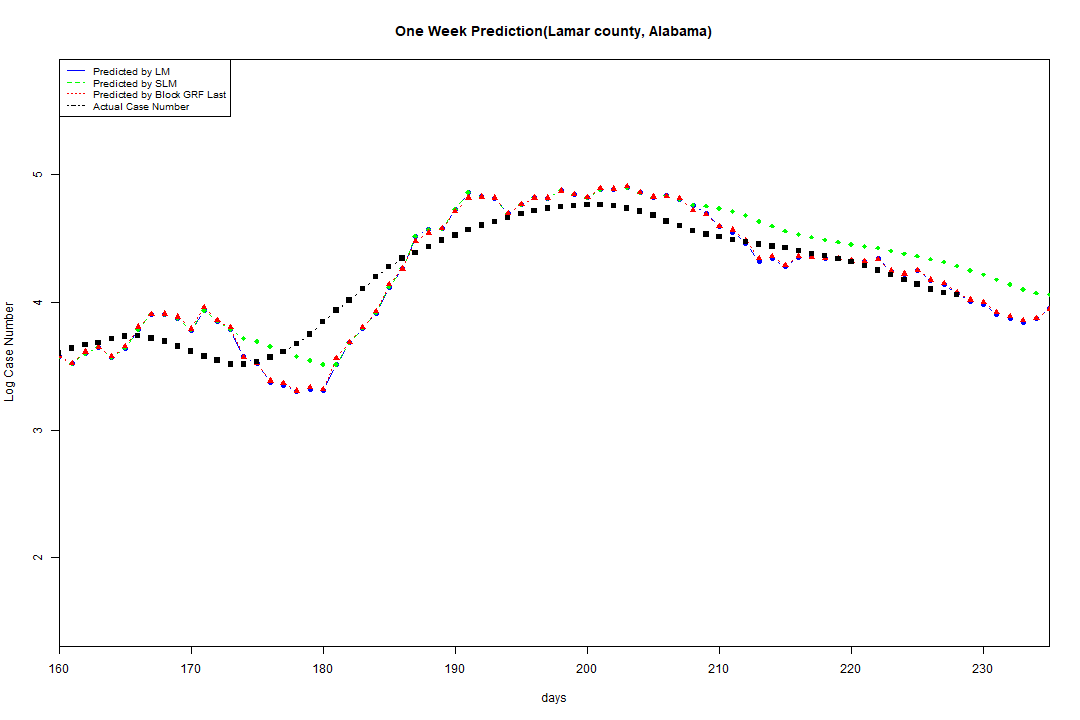 One Week Prediction(Lamar county, Alabama)
Predicted by LM
Predicted by SLM
Predicted by Block GRF Last
Actual Case Number
5
4
3
2
Log Case Number
160 170 180 190 200 210 220 230
days